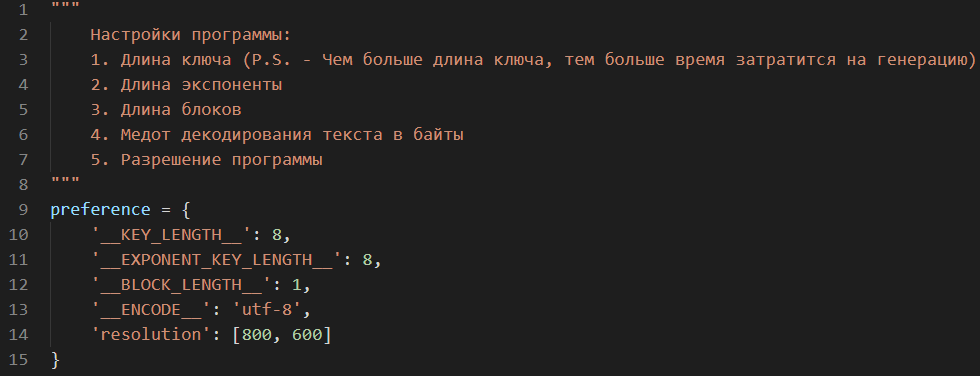 1 """
2 Настройки программы:
3 1. Длина ключа (P.S. - Чем больше длина ключа, тем больше время затратится на генерацию)
4 2. Длина экспоненты
5 3. Длина блоков
6 4. Медот декодирования текста в байты
7 5. Разрешение программы
8 """
9 preference = {
10 '__KEY_LENGTH__': 8,
11 '__EXPONENT_KEY_LENGTH__': 8,
12 '__BLOCK_LENGTH__': 1,
13 '__ENCODE__': 'utf-8',
14 'resolution': [800, 600]
15 }